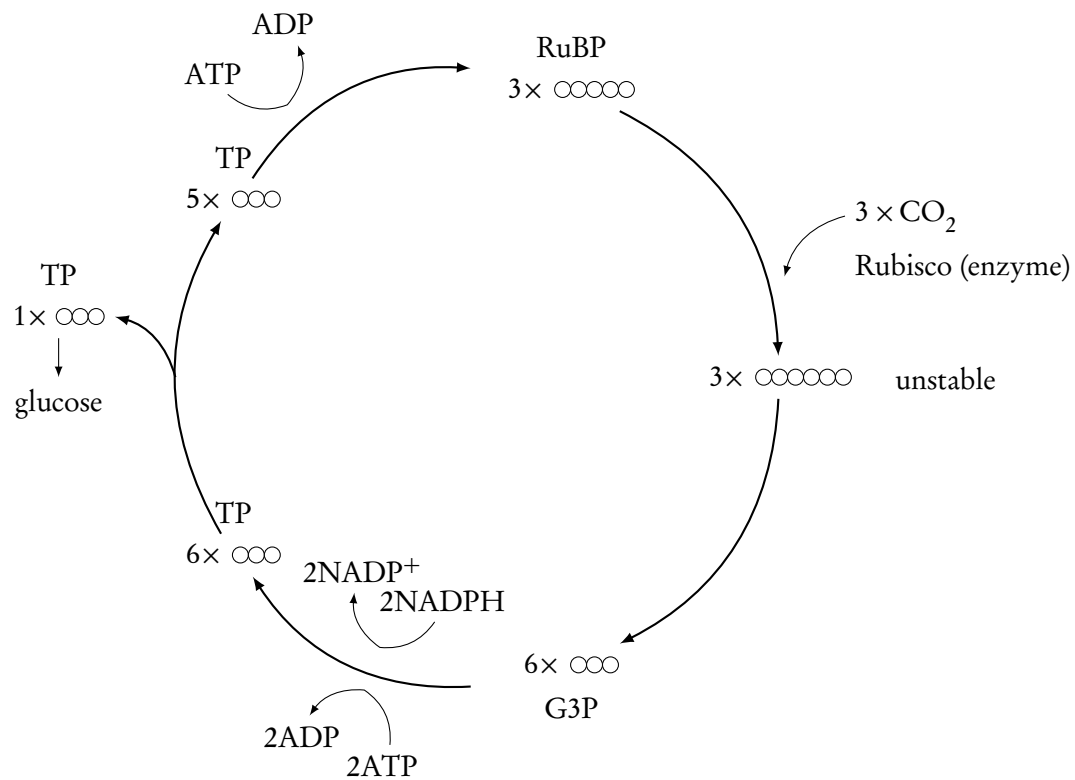 ADP
ATP
RuBP
3×
TP
5×
3 × CO₂
Rubisco (enzyme)
TP
1×
glucose
3×
unstable
TP
6×
2NADP⁺
2NADPH
6×
G3P
2ADP
2ATP